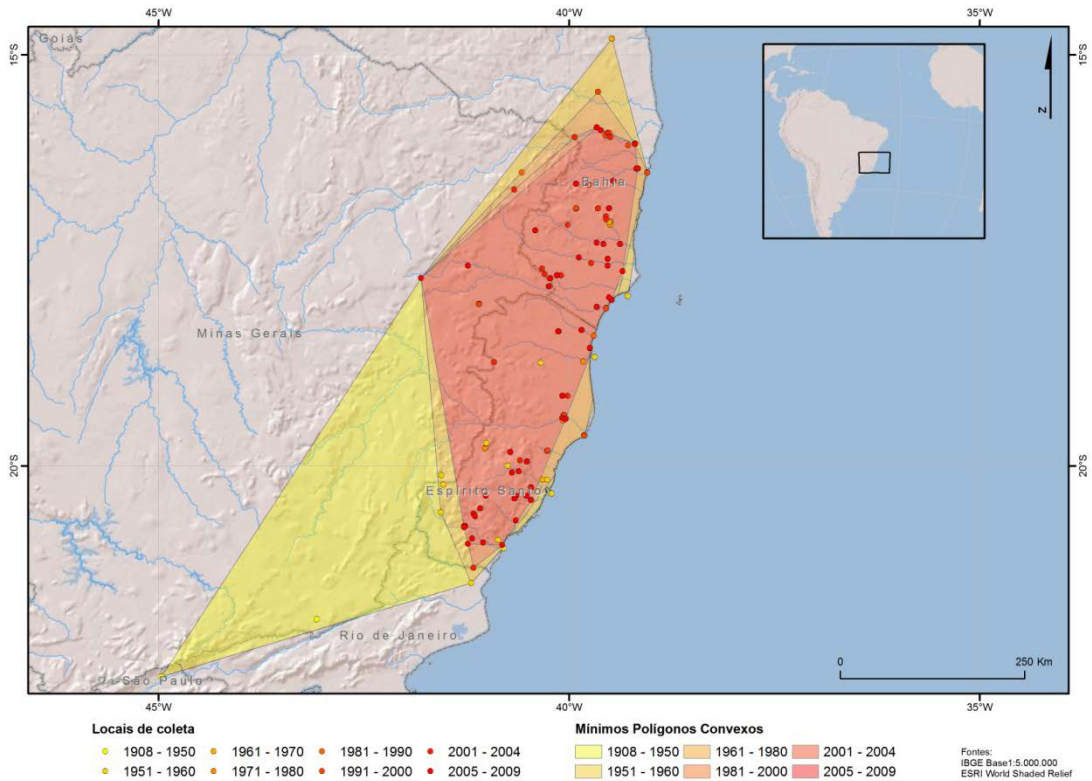 45°W 40°W 35°W
Goiás
15°S 15°S
N
Bahia
Minas Gerais
20°S 20°S
Espírito Santo
Rio de Janeiro
São Paulo
0 250 Km
45°W 40°W 35°W
Locais de coleta
1908 - 1950 1961 - 1970 1981 - 1990 2001 - 2004
1951 - 1960 1971 - 1980 1991 - 2000 2005 - 2009
Mínimos Polígonos Convexos
1908 - 1950 1961 - 1980 2001 - 2004
1951 - 1960 1981 - 2000 2005 - 2009
Fontes:
IBGE Base1:5.000.000
ESRI World Shaded Relief